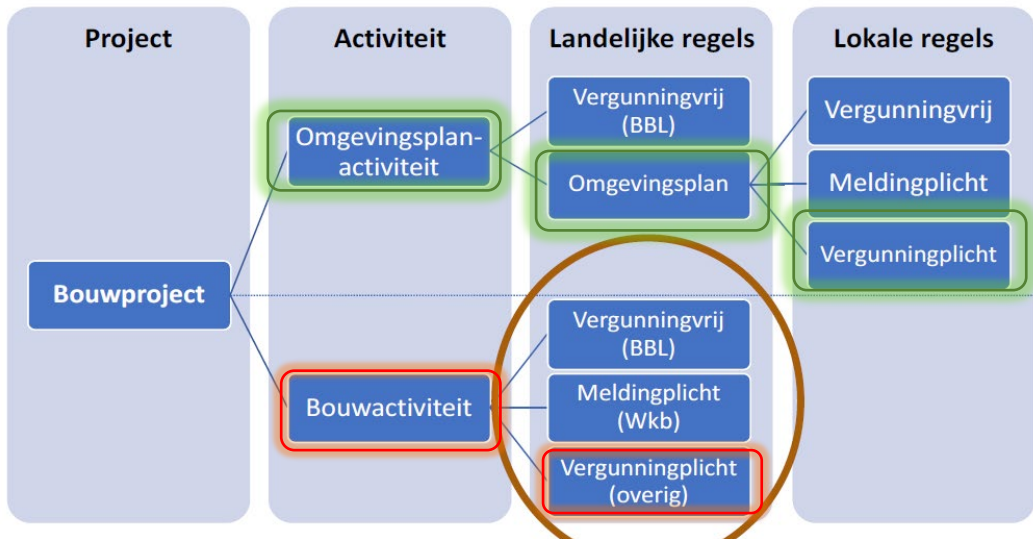 Project
Activiteit
Landelijke regels
Lokale regels
Bouwproject
Omgevingsplan-
activiteit
Bouwactiviteit
Vergunningvrij
(BBL)
Omgevingsplan
Vergunningvrij
(BBL)
Meldingplicht
(Wkb)
Vergunningplicht
(overig)
Vergunningvrij
Meldingplicht
Vergunningplicht